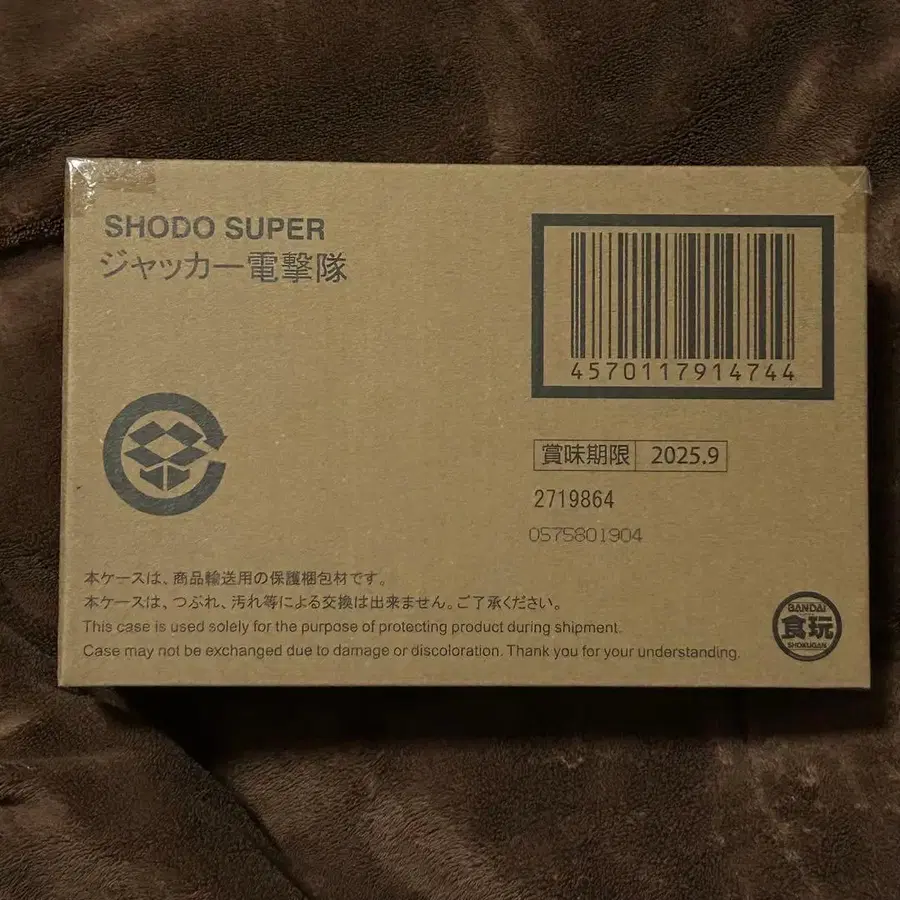 SHODO SUPER
ジャッカー電撃隊
4570117914744
賞味期限 2025.9
2719864
0575801904
本ケースは、商品輸送用の保護梱包材です。
本ケースは、つぶれ、汚れ等による交換は出来ません。ご了承ください。
This case is used solely for the purpose of protecting product during shipment.
Case may not be exchanged due to damage or discoloration. Thank you for your understanding.
BANDAI
食玩
SHOKUGAN